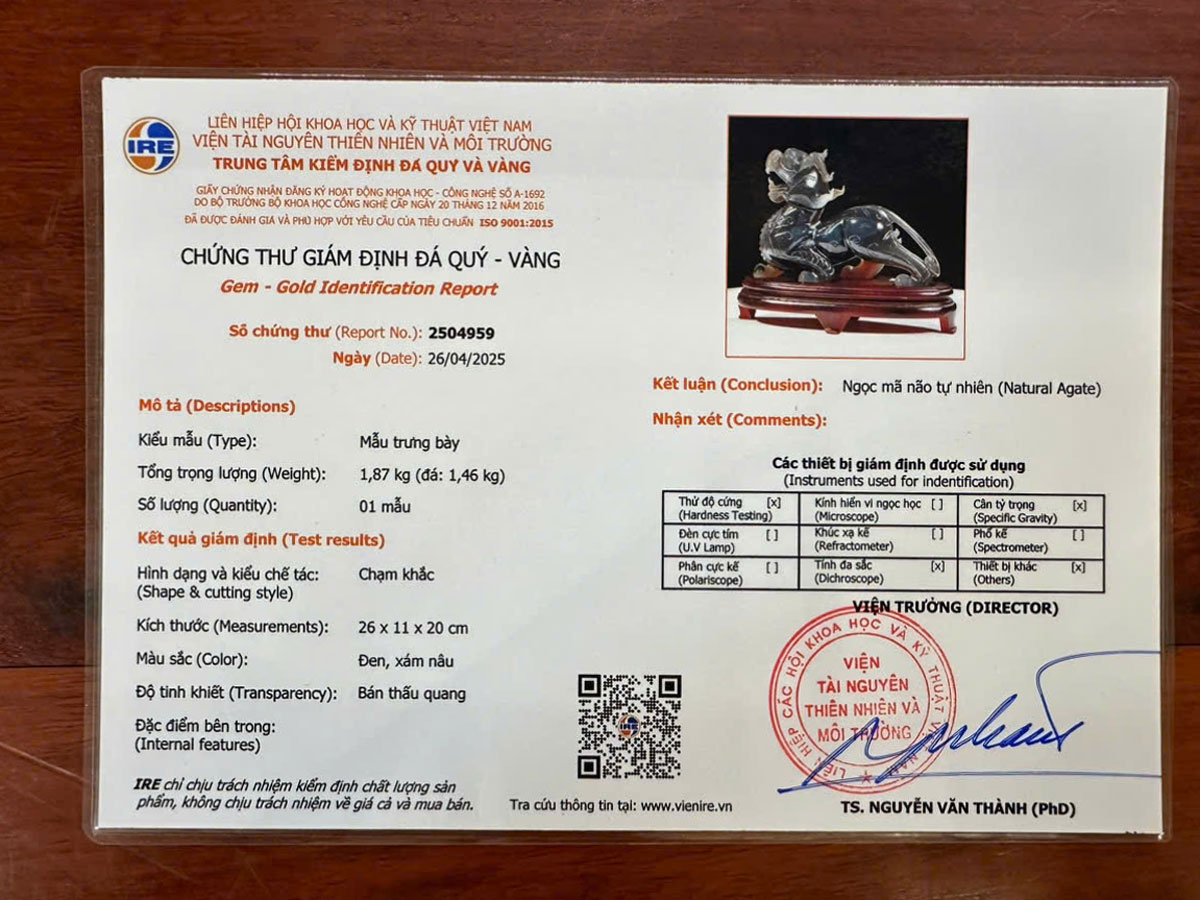 IRE
LIÊN HIỆP HỘI KHOA HỌC VÀ KỸ THUẬT VIỆT NAM
VIỆN TÀI NGUYÊN THIÊN NHIÊN VÀ MÔI TRƯỜNG
TRUNG TÂM KIỂM ĐỊNH ĐÁ QUÝ VÀ VÀNG
GIẤY CHỨNG NHẬN ĐĂNG KÝ HOẠT ĐỘNG KHOA HỌC - CÔNG NGHỆ SỐ A-1692
DO BỘ TRƯỞNG BỘ KHOA HỌC CÔNG NGHỆ CẤP NGÀY 20 THÁNG 12 NĂM 2016
ĐÃ ĐƯỢC ĐÁNH GIÁ VÀ PHÙ HỢP VỚI YÊU CẦU CỦA TIÊU CHUẨN ISO 9001:2015
CHỨNG THƯ GIÁM ĐỊNH ĐÁ QUÝ - VÀNG
Gem - Gold Identification Report
Số chứng thư (Report No.): 2504959
Ngày (Date): 26/04/2025
Mô tả (Descriptions)
Kiểu mẫu (Type): Mẫu trưng bày
Tổng trọng lượng (Weight): 1,87 kg (đá: 1,46 kg)
Số lượng (Quantity): 01 mẫu
Kết quả giám định (Test results)
Hình dạng và kiểu chế tác: Chạm khắc
(Shape & cutting style)
Kích thước (Measurements): 26 x 11 x 20 cm
Màu sắc (Color): Đen, xám nâu
Độ tinh khiết (Transparency): Bán thấu quang
Đặc điểm bên trong:
(Internal features)
IRE chỉ chịu trách nhiệm kiểm định chất lượng sản
phẩm, không chịu trách nhiệm về giá cả và mua bán.
IRE
Tra cứu thông tin tại: www.vienire.vn
Kết luận (Conclusion): Ngọc mã não tự nhiên (Natural Agate)
Nhận xét (Comments):
Các thiết bị giám định được sử dụng
(Instruments used for indentification)
Thử độ cứng [x] Kính hiển vi ngọc học [ ] Cân tỷ trọng [x]
(Hardness Testing) (Microscope) (Specific Gravity)
Đèn cực tím [ ] Khúc xạ kế [ ] Phổ kế [ ]
(U.V Lamp) (Refractometer) (Spectrometer)
Phân cực kế [ ] Tính đa sắc [x] Thiết bị khác [x]
(Polariscope) (Dichroscope) (Others)
VIỆN TRƯỞNG (DIRECTOR)
LIÊN HIỆP CÁC HỘI KHOA HỌC VÀ KỸ THUẬT VIỆT NAM
VIỆN
TÀI NGUYÊN
THIÊN NHIÊN VÀ
MÔI TRƯỜNG
TS. NGUYỄN VĂN THÀNH (PhD)